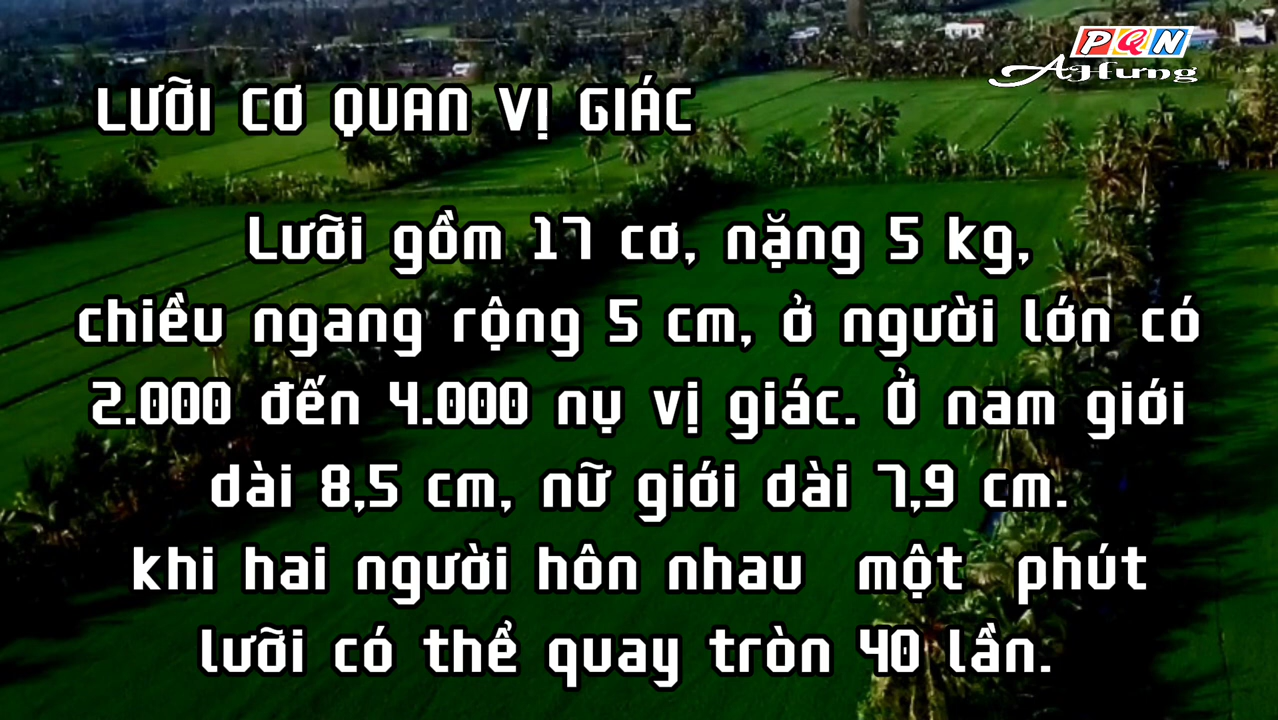 PQN
AHưng
LƯỠI CƠ QUAN VỊ GIÁC
Lưỡi gồm 17 cơ, nặng 5 kg,
chiều ngang rộng 5 cm, ở người lớn có
2.000 đến 4.000 nụ vị giác. Ở nam giới
dài 8,5 cm, nữ giới dài 7,9 cm.
khi hai người hôn nhau một phút
lưỡi có thể quay tròn 40 lần.